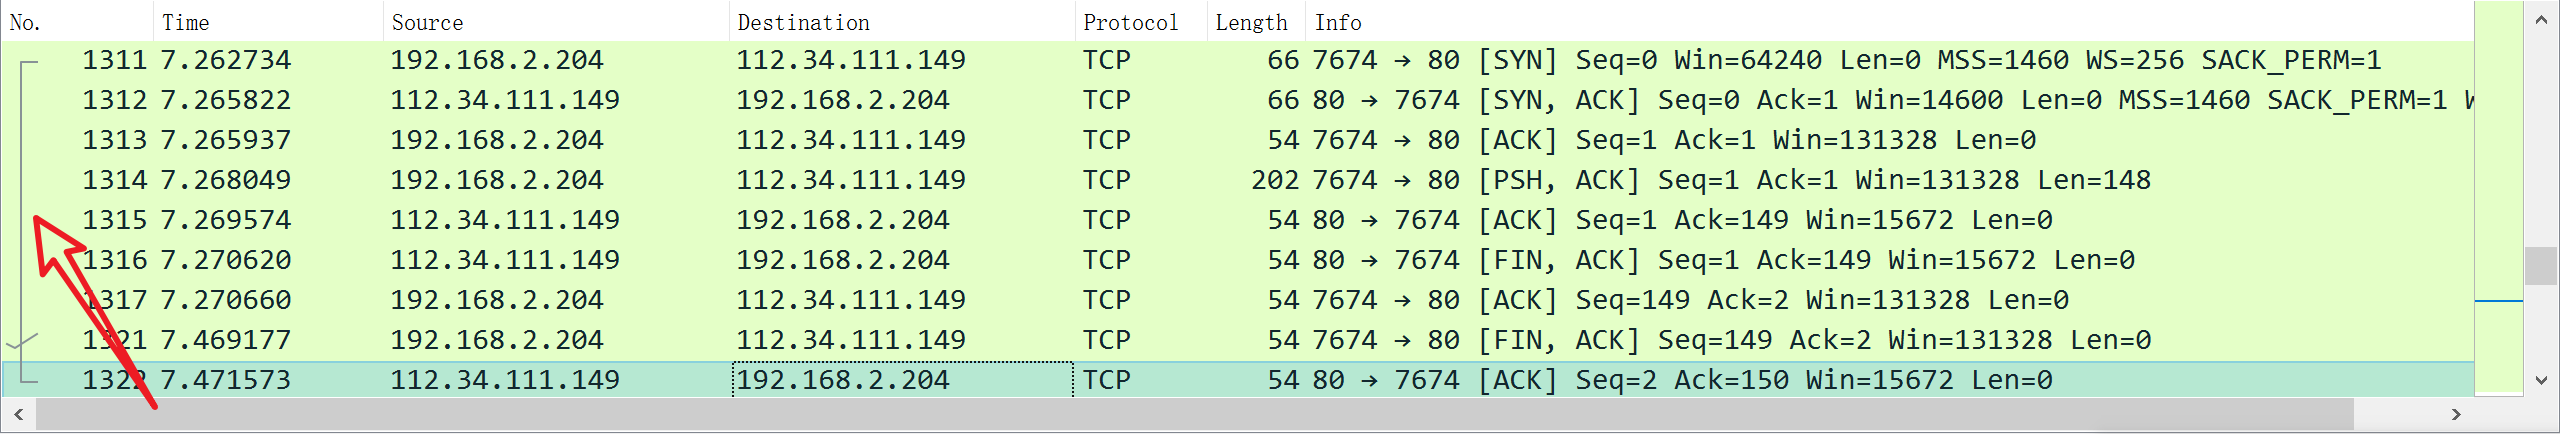 No. Time Source Destination Protocol Length Info
1311 7.262734 192.168.2.204 112.34.111.149 TCP 66 7674 → 80 [SYN] Seq=0 Win=64240 Len=0 MSS=1460 WS=256 SACK_PERM=1
1312 7.265822 112.34.111.149 192.168.2.204 TCP 66 80 → 7674 [SYN, ACK] Seq=0 Ack=1 Win=14600 Len=0 MSS=1460 SACK_PERM=1 W
1313 7.265937 192.168.2.204 112.34.111.149 TCP 54 7674 → 80 [ACK] Seq=1 Ack=1 Win=131328 Len=0
1314 7.268049 192.168.2.204 112.34.111.149 TCP 202 7674 → 80 [PSH, ACK] Seq=1 Ack=1 Win=131328 Len=148
1315 7.269574 112.34.111.149 192.168.2.204 TCP 54 80 → 7674 [ACK] Seq=1 Ack=149 Win=15672 Len=0
1316 7.270620 112.34.111.149 192.168.2.204 TCP 54 80 → 7674 [FIN, ACK] Seq=1 Ack=149 Win=15672 Len=0
1317 7.270660 192.168.2.204 112.34.111.149 TCP 54 7674 → 80 [ACK] Seq=149 Ack=2 Win=131328 Len=0
1321 7.469177 192.168.2.204 112.34.111.149 TCP 54 7674 → 80 [FIN, ACK] Seq=149 Ack=2 Win=131328 Len=0
1322 7.471573 112.34.111.149 192.168.2.204 TCP 54 80 → 7674 [ACK] Seq=2 Ack=150 Win=15672 Len=0